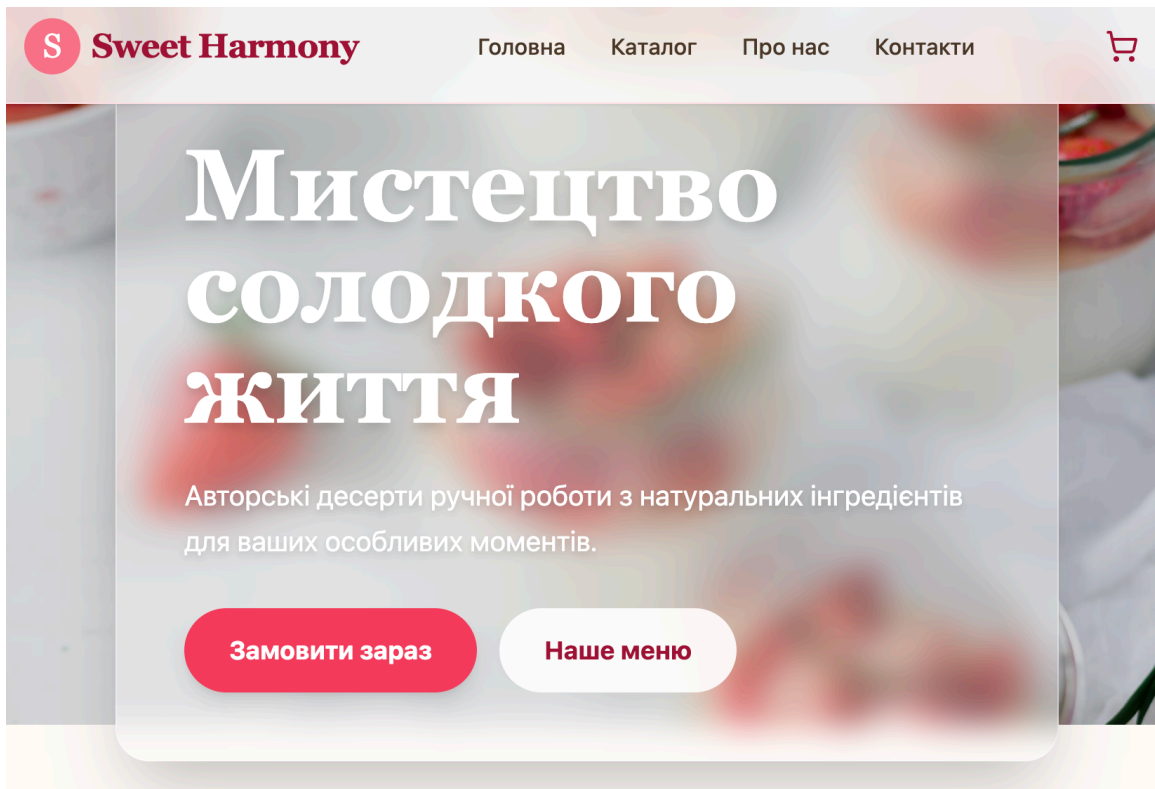 S Sweet Harmony Головна Каталог Про нас Контакти
Мистецтво
солодкого
життя
Авторські десерти ручної роботи з натуральних інгредієнтів
для ваших особливих моментів.
Замовити зараз Наше меню